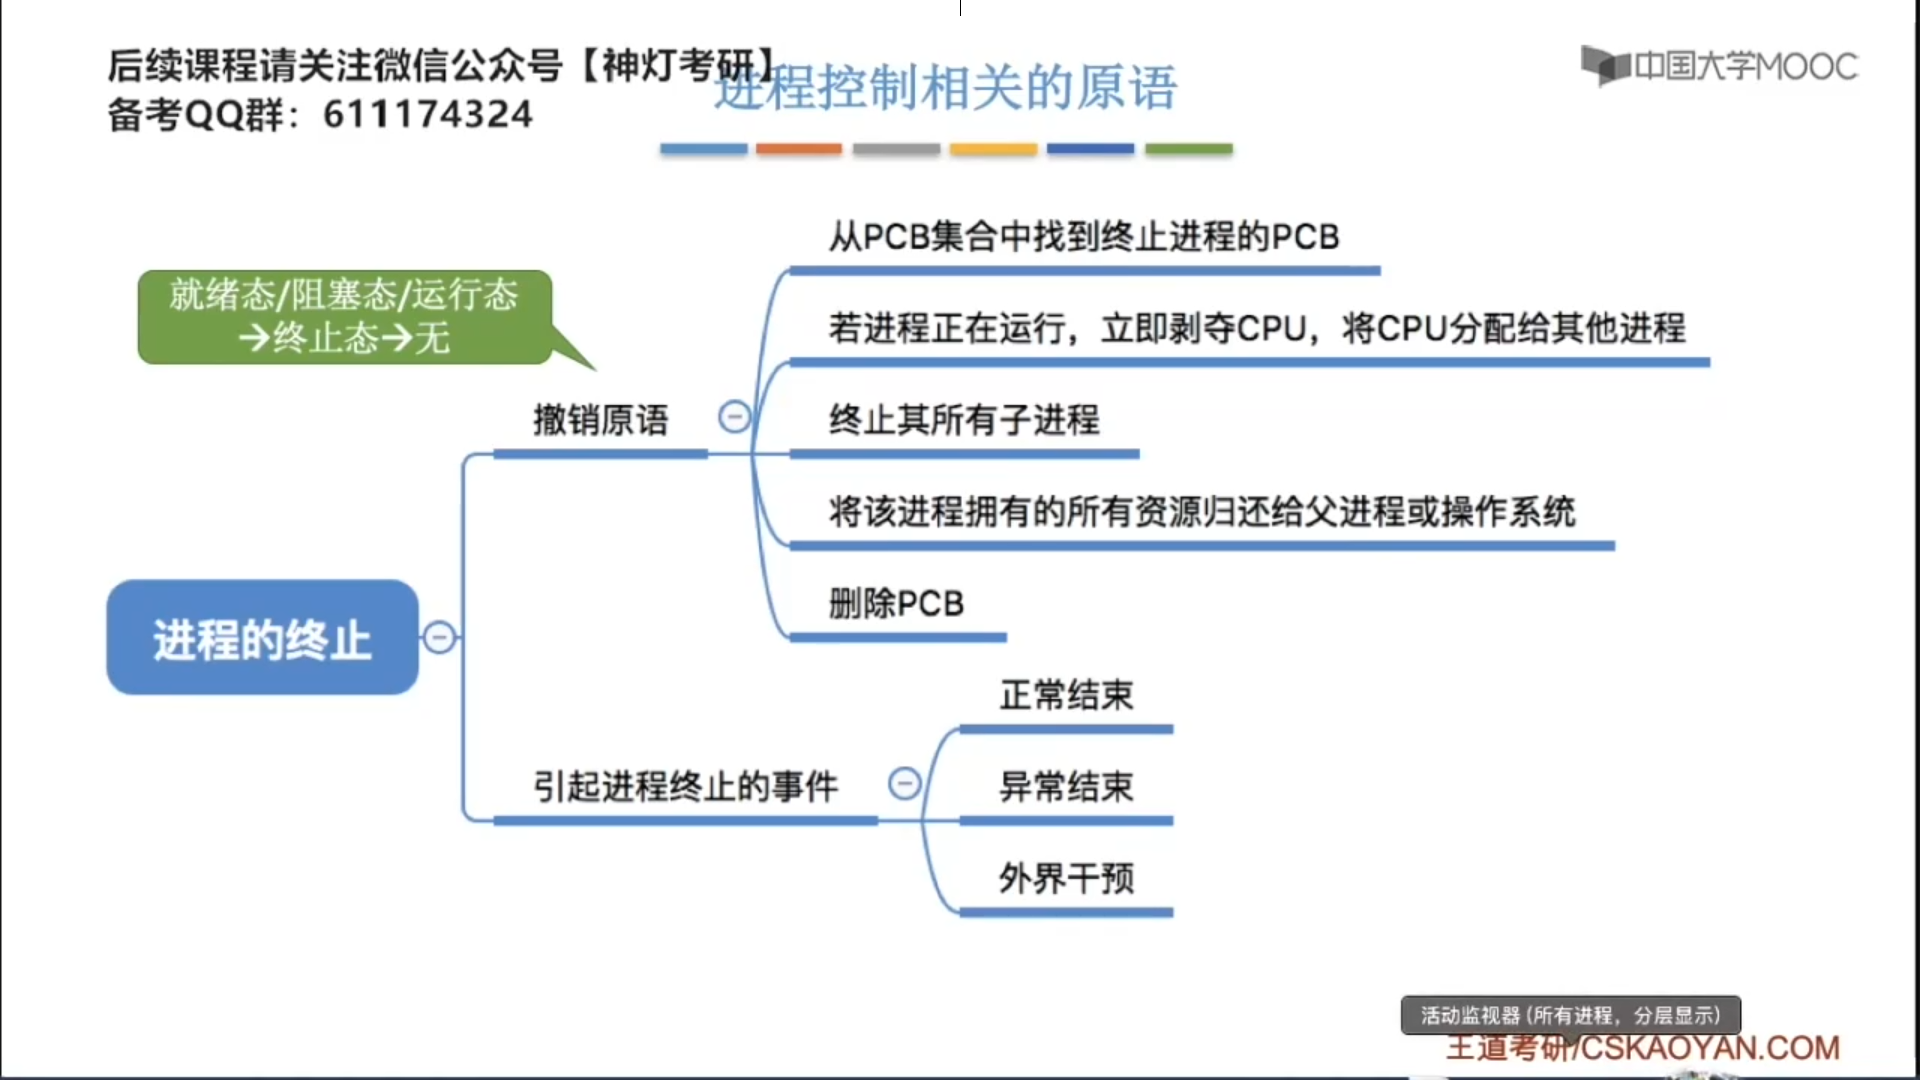 后续课程请关注微信公众号【神灯考研】
备考QQ群：611174324
进程控制相关的原语
中国大学MOOC
就绪态/阻塞态/运行态
→终止态→无
进程的终止
撤销原语
从PCB集合中找到终止进程的PCB
若进程正在运行，立即剥夺CPU，将CPU分配给其他进程
终止其所有子进程
将该进程拥有的所有资源归还给父进程或操作系统
删除PCB
引起进程终止的事件
正常结束
异常结束
外界干预
活动监视器 (所有进程，分层显示)
王道考研/CSKAOYAN.COM